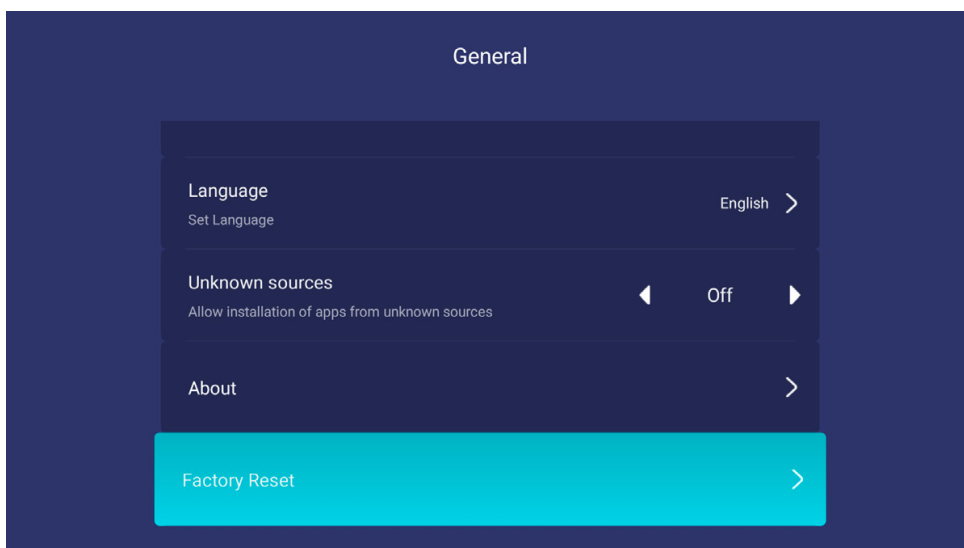 General
Language
English
Set Language
Unknown sources
Off
Allow installation of apps from unknown sources
About
Factory Reset